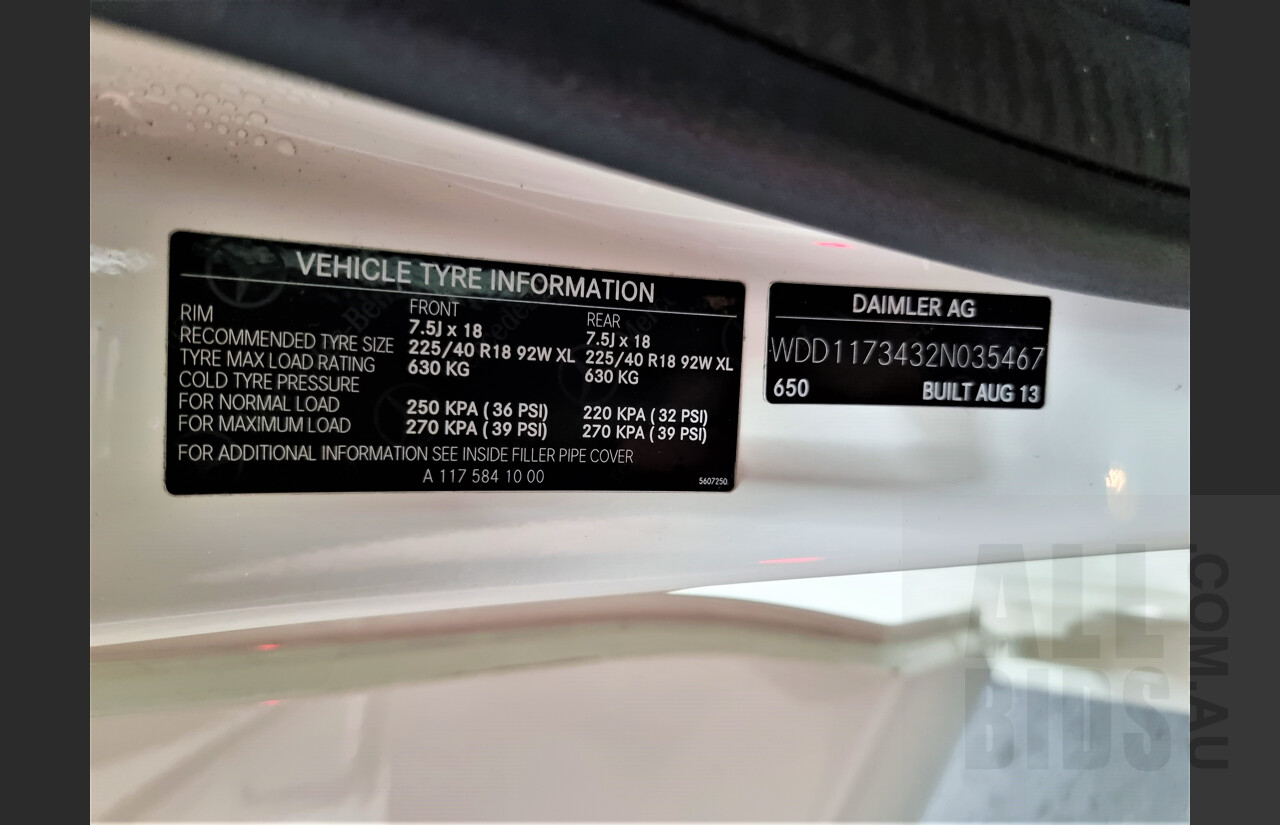 VEHICLE TYRE INFORMATION
FRONT REAR
RIM 7.5J x 18 7.5J x 18
RECOMMENDED TYRE SIZE 225/40 R18 92W XL 225/40 R18 92W XL
TYRE MAX LOAD RATING 630 KG 630 KG
COLD TYRE PRESSURE
FOR NORMAL LOAD 250 KPA ( 36 PSI) 220 KPA ( 32 PSI)
FOR MAXIMUM LOAD 270 KPA ( 39 PSI) 270 KPA ( 39 PSI)
FOR ADDITIONAL INFORMATION SEE INSIDE FILLER PIPE COVER
A 117 584 10 00
5607250
DAIMLER AG
WDD1173432N035467
650 BUILT AUG 13
ALL
BIDS
.COM.AU